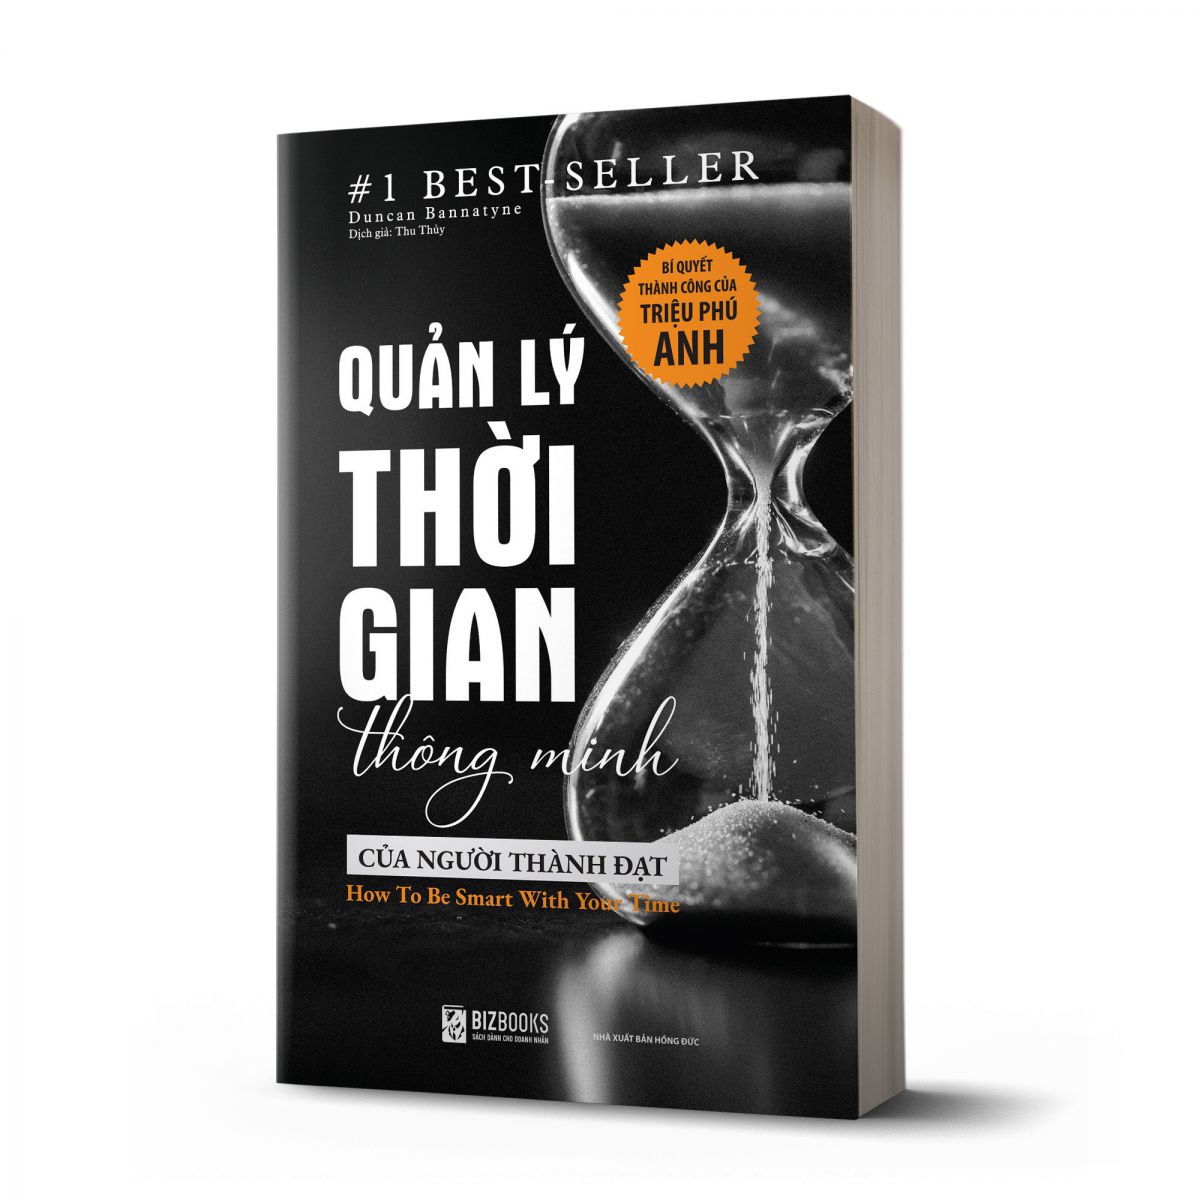 #1 BEST-SELLER
Duncan Bannatyne
Dịch giả: Thu Thủy
BÍ QUYẾT
THÀNH CÔNG CỦA
TRIỆU PHÚ
ANH
QUẢN LÝ
THỜI
GIAN
thông minh
CỦA NGƯỜI THÀNH ĐẠT
How To Be Smart With Your Time
BIZBOOKS
SÁCH DÀNH CHO DOANH NHÂN
NHÀ XUẤT BẢN HỒNG ĐỨC